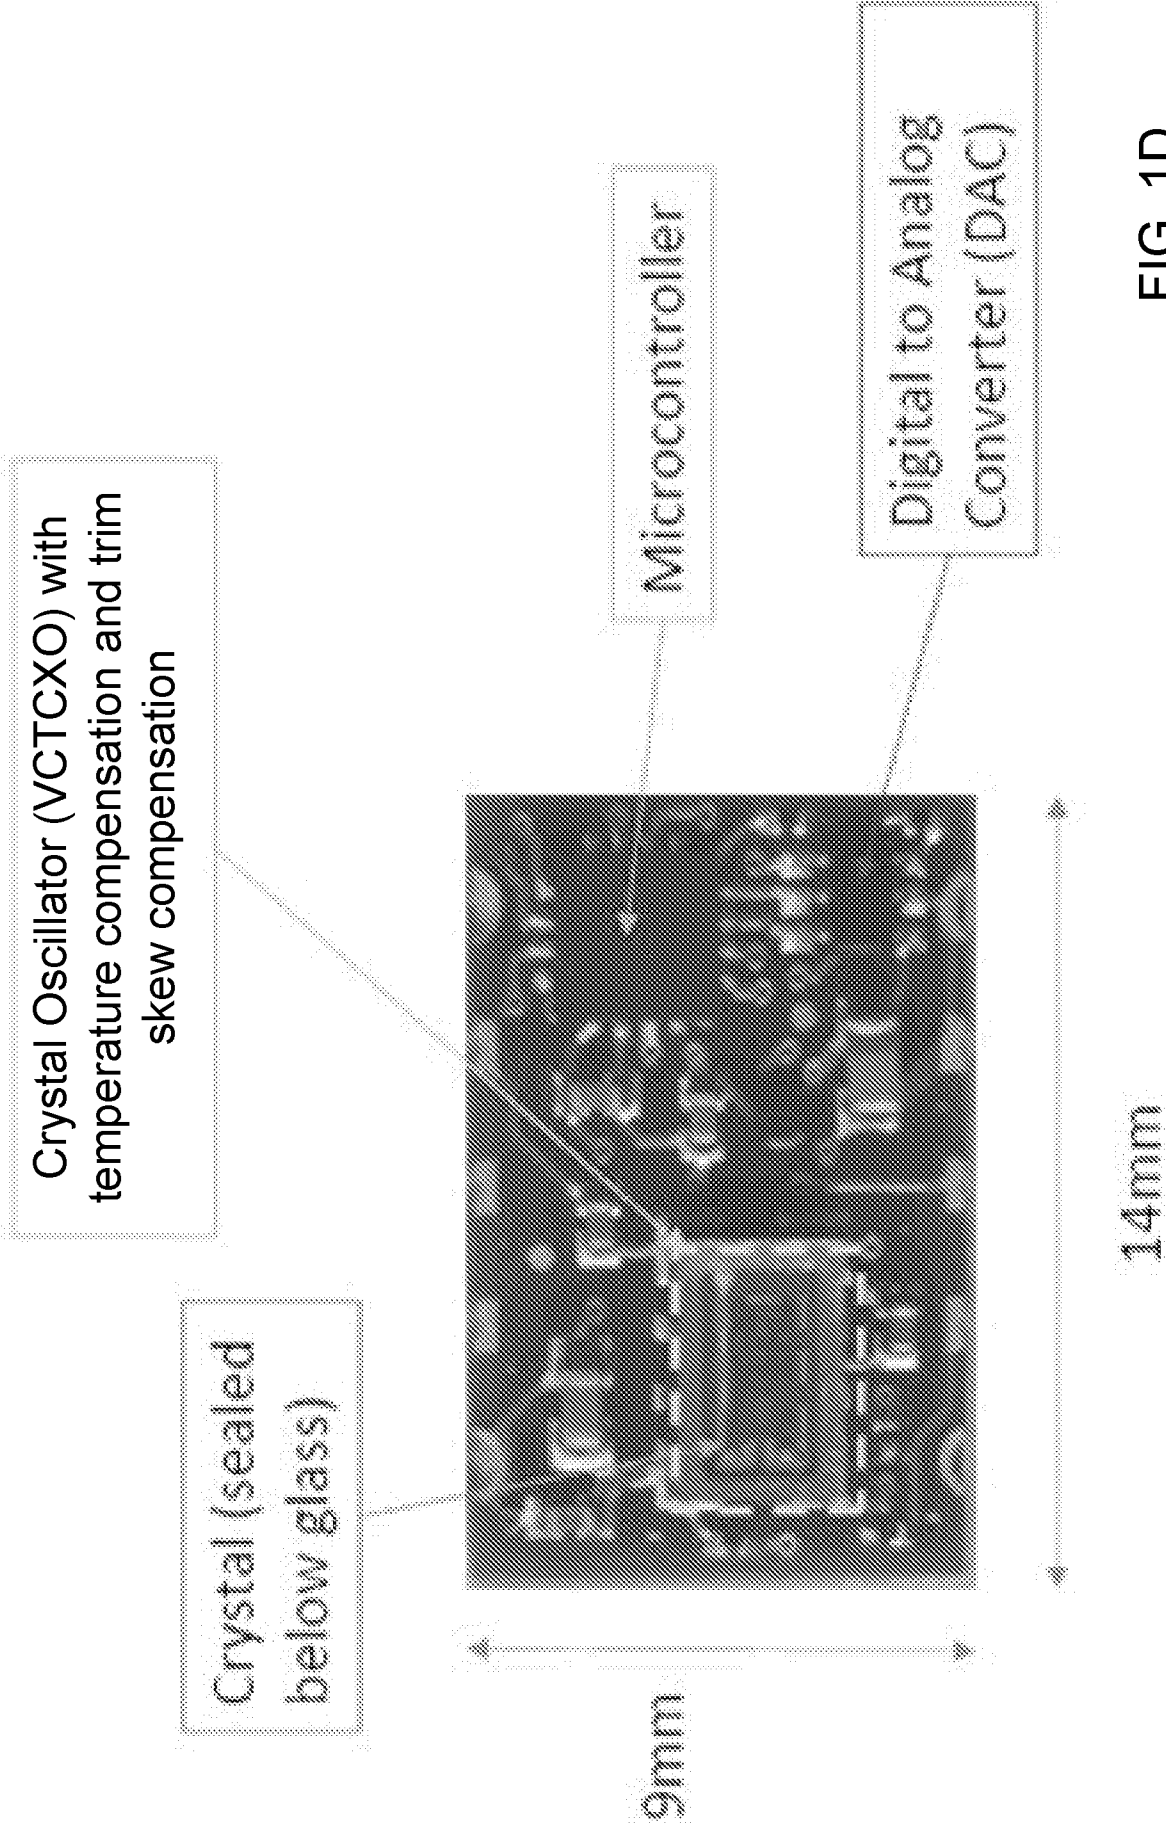 Crystal (sealed
below glass)
Crystal Oscillator (VCTCXO) with
temperature compensation and trim
skew compensation
Microcontroller
Digital to Analog
Converter (DAC)
9mm
14mm
FIG. 1D